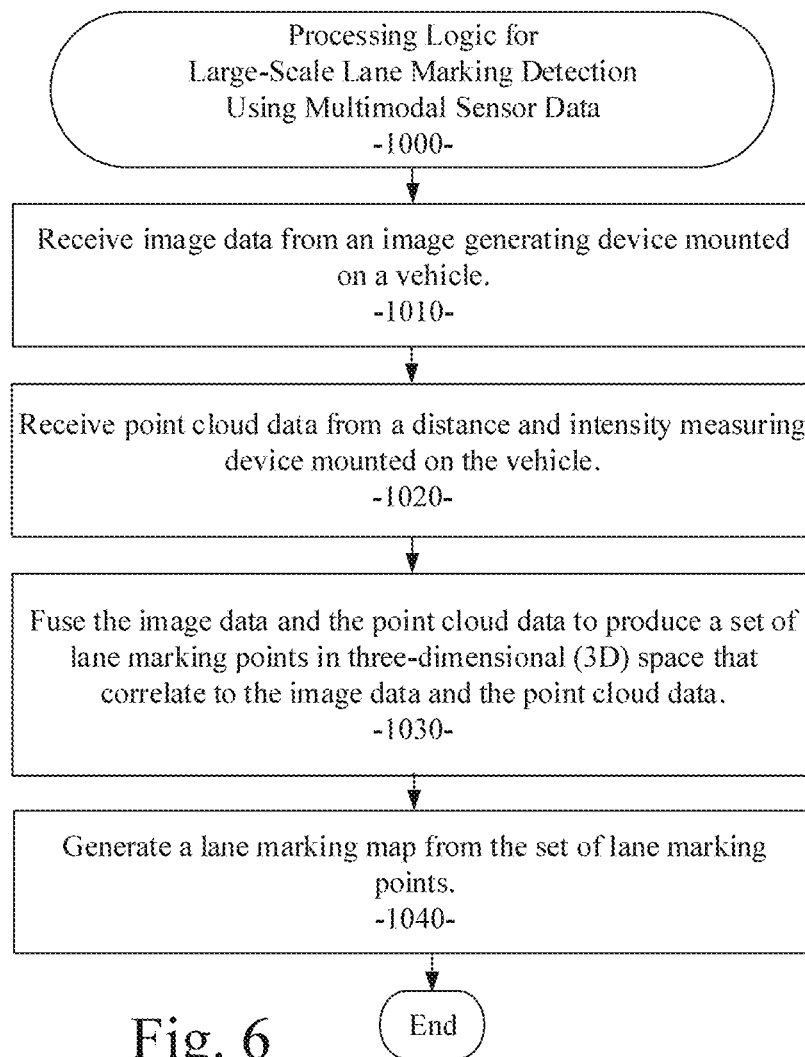 Processing Logic for
Large-Scale Lane Marking Detection
Using Multimodal Sensor Data
-1000-
Receive image data from an image generating device mounted
on a vehicle.
-1010-
Receive point cloud data from a distance and intensity measuring
device mounted on the vehicle.
-1020-
Fuse the image data and the point cloud data to produce a set of
lane marking points in three-dimensional (3D) space that
correlate to the image data and the point cloud data.
-1030-
Generate a lane marking map from the set of lane marking
points.
-1040-
End
Fig. 6